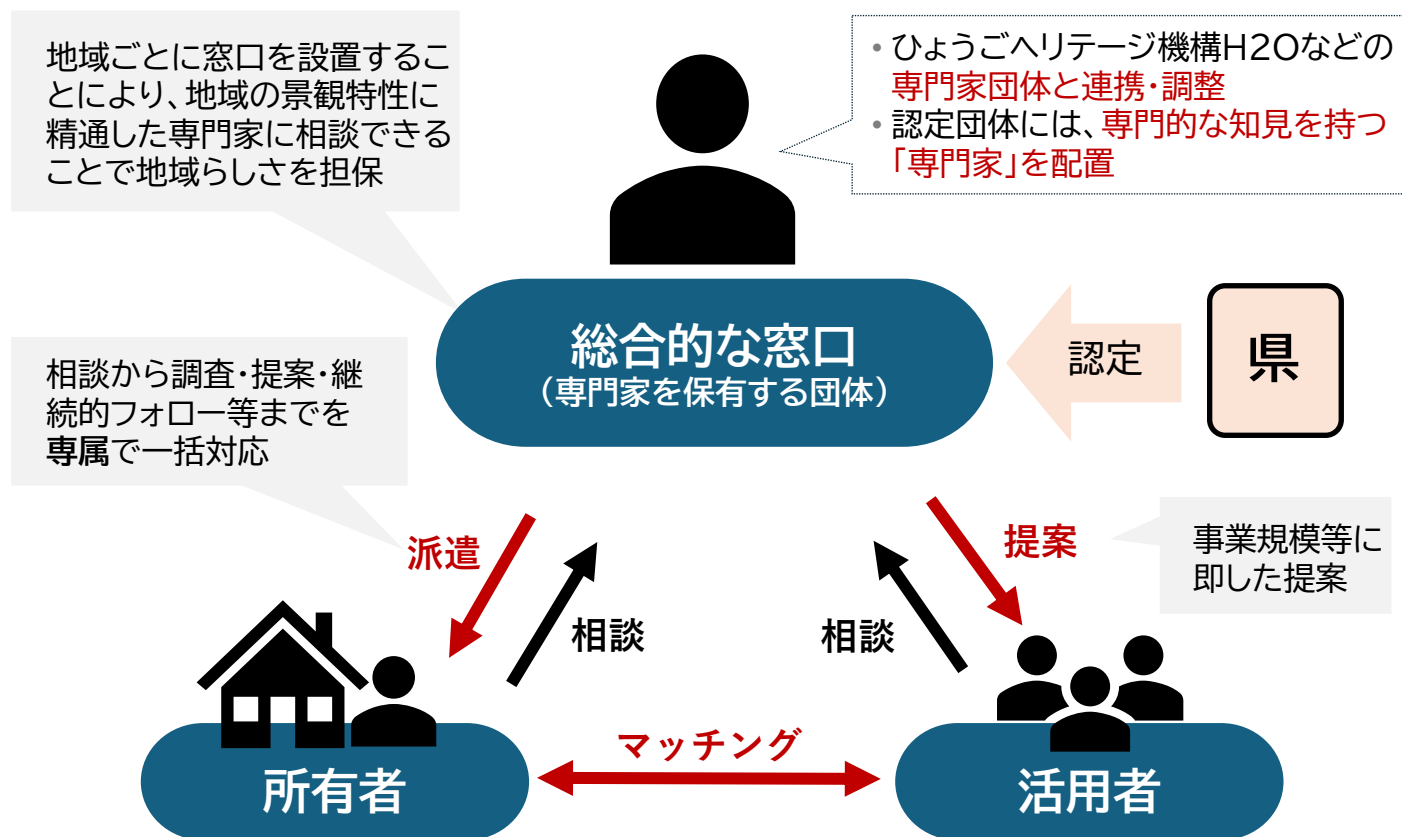 地域ごとに窓口を設置するこ
とにより、地域の景観特性に
精通した専門家に相談できる
ことで地域らしさを担保
• ひょうごヘリテージ機構H2Oなどの
専門家団体と連携・調整
• 認定団体には、専門的な知見を持つ
「専門家」を配置
総合的な窓口
（専門家を保有する団体）
認定
県
相談から調査・提案・継
続的フォロー等までを
専属で一括対応
派遣
相談
相談
提案
事業規模等に
即した提案
マッチング
所有者
活用者